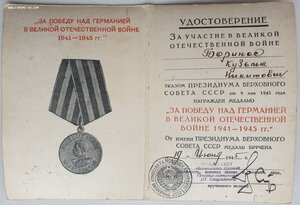 „ЗА ПОБЕДУ НАД ГЕРМАНИЕЙ
В ВЕЛИКОЙ ОТЕЧЕСТВЕННОЙ ВОЙНЕ
1941—1945 гг."
УДОСТОВЕРЕНИЕ
ЗА УЧАСТИЕ В ВЕЛИКОЙ
ОТЕЧЕСТВЕННОЙ ВОЙНЕ
Кузьма
Никитович
УКАЗОМ ПРЕЗИДИУМА ВЕРХОВНОГО
СОВЕТА СССР от 9 мая 1945 года
НАГРАЖДЕН МЕДАЛЬЮ
„ЗА ПОБЕДУ НАД ГЕРМАНИЕЙ
В ВЕЛИКОЙ ОТЕЧЕСТВЕННОЙ
ВОЙНЕ 1941—1945 гг."
От имени ПРЕЗИДИУМА ВЕРХОВНОГО
СОВЕТА СССР МЕДАЛЬ ВРУЧЕНА